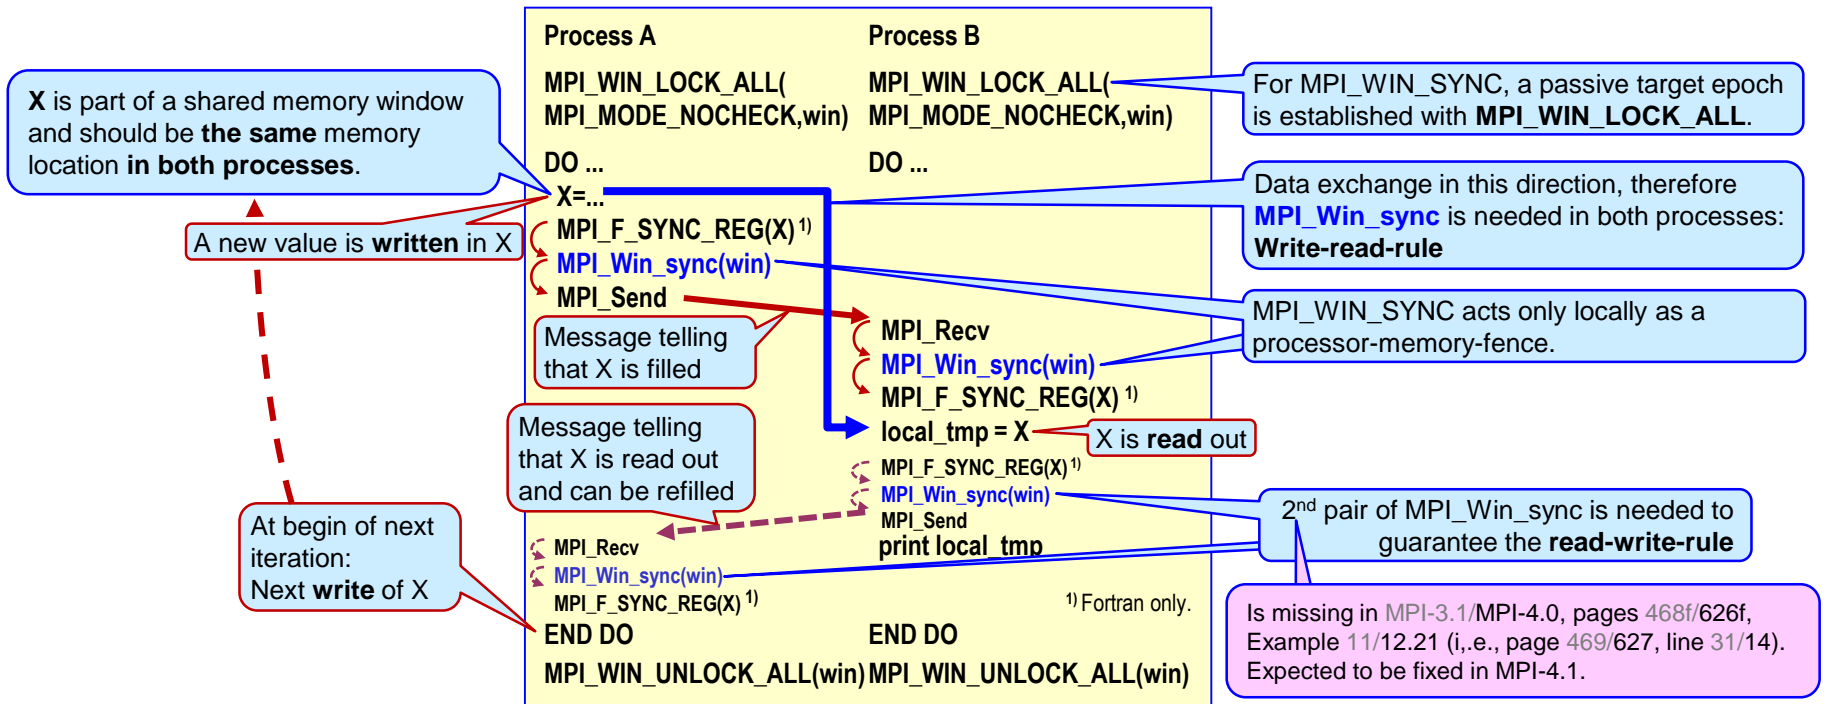 Process A
Process B
MPI_WIN_LOCK_ALL(
MPI_MODE_NOCHECK,win)
MPI_WIN_LOCK_ALL(
MPI_MODE_NOCHECK,win)
For MPI_WIN_SYNC, a passive target epoch
is established with MPI_WIN_LOCK_ALL.
X is part of a shared memory window
and should be the same memory
location in both processes.
DO ...
DO ...
X=...
Data exchange in this direction, therefore
MPI_Win_sync is needed in both processes:
Write-read-rule
A new value is written in X
MPI_F_SYNC_REG(X) 1)
MPI_Win_sync(win)
MPI_Send
MPI_WIN_SYNC acts only locally as a
processor-memory-fence.
Message telling
that X is filled
MPI_Recv
MPI_Win_sync(win)
MPI_F_SYNC_REG(X) 1)
local_tmp = X
X is read out
Message telling
that X is read out
and can be refilled
MPI_F_SYNC_REG(X) 1)
MPI_Win_sync(win)
MPI_Send
print local_tmp
2nd pair of MPI_Win_sync is needed to
guarantee the read-write-rule
At begin of next
iteration:
Next write of X
MPI_Recv
MPI_Win_sync(win)
MPI_F_SYNC_REG(X) 1)
1) Fortran only.
Is missing in MPI-3.1/MPI-4.0, pages 468f/626f,
Example 11/12.21 (i,.e., page 469/627, line 31/14).
Expected to be fixed in MPI-4.1.
END DO
END DO
MPI_WIN_UNLOCK_ALL(win)
MPI_WIN_UNLOCK_ALL(win)